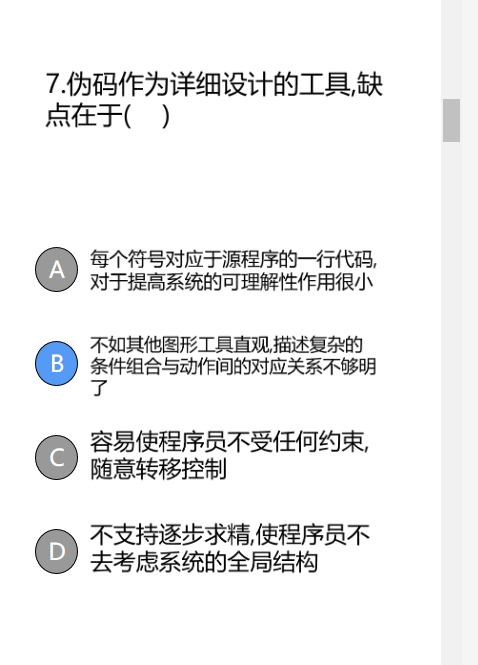 7.伪码作为详细设计的工具,缺
点在于(　)
A
每个符号对应于源程序的一行代码,
对于提高系统的可理解性作用很小
B
不如其他图形工具直观,描述复杂的
条件组合与动作间的对应关系不够明
了
C
容易使程序员不受任何约束,
随意转移控制
D
不支持逐步求精,使程序员不
去考虑系统的全局结构